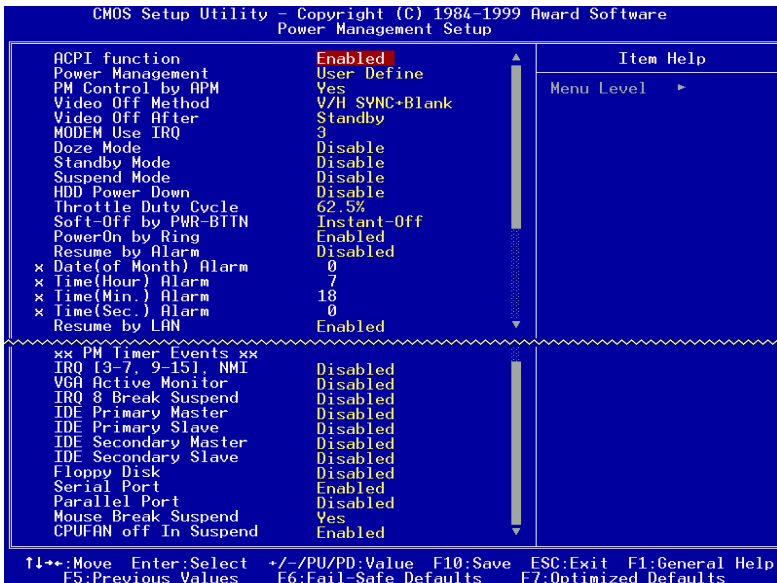 CMOS Setup Utility - Copyright (C) 1984-1999 Award Software
Power Management Setup
ACPI function Enabled
Power Management User Define
PM Control by APM Yes
Video Off Method V/H SYNC+Blank
Video Off After Standby
MODEM Use IRQ 3
Doze Mode Disable
Standby Mode Disable
Suspend Mode Disable
HDD Power Down Disable
Throttle Duty Cycle 62.5%
Soft-Off by PWR-BTTN Instant-Off
PowerOn by Ring Enabled
Resume by Alarm Disabled
x Date(of Month) Alarm 0
x Time(Hour) Alarm 7
x Time(Min.) Alarm 18
x Time(Sec.) Alarm 0
Resume by LAN Enabled
xx PM Timer Events xx
IRQ [3-7, 9-15], NMI Disabled
VGA Active Monitor Disabled
IRQ 8 Break Suspend Disabled
IDE Primary Master Disabled
IDE Primary Slave Disabled
IDE Secondary Master Disabled
IDE Secondary Slave Disabled
Floppy Disk Disabled
Serial Port Enabled
Parallel Port Disabled
Mouse Break Suspend Yes
CPUFAN off In Suspend Enabled
Item Help
Menu Level ►
↑↓→←:Move Enter:Select +/-/PU/PD:Value F10:Save ESC:Exit F1:General Help
F5:Previous Values F6:Fail-Safe Defaults F7:Optimized Defaults